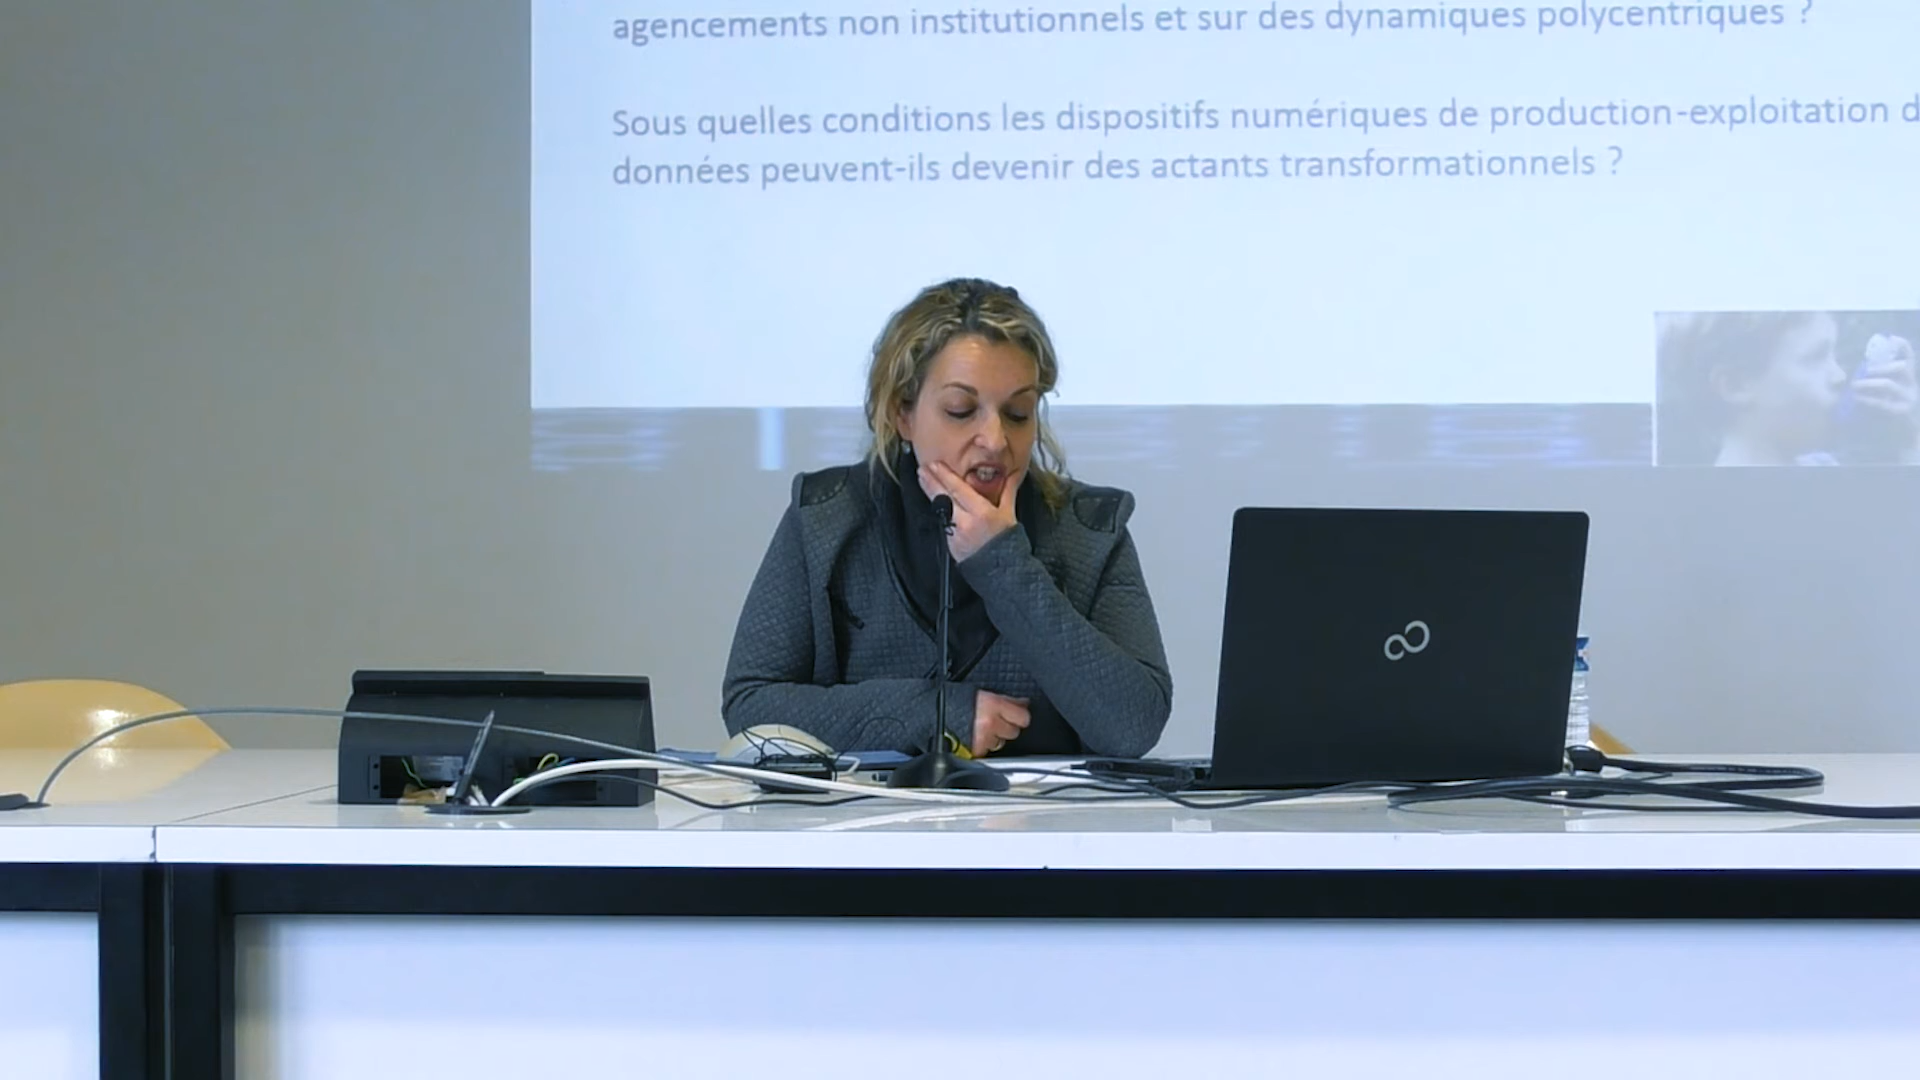 agencements non institutionnels et sur des dynamiques polycentriques ?
Sous quelles conditions les dispositifs numériques de production-exploitation d
données peuvent-ils devenir des actants transformationnels ?